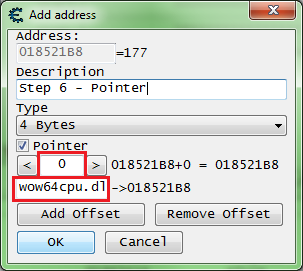 Add address
Address:
018521B8 =177
Description
Step 6 - Pointer
Type
4 Bytes
Pointer
< 0 > 018521B8+0 = 018521B8
wow64cpu.dl ->018521B8
Add Offset Remove Offset
OK Cancel